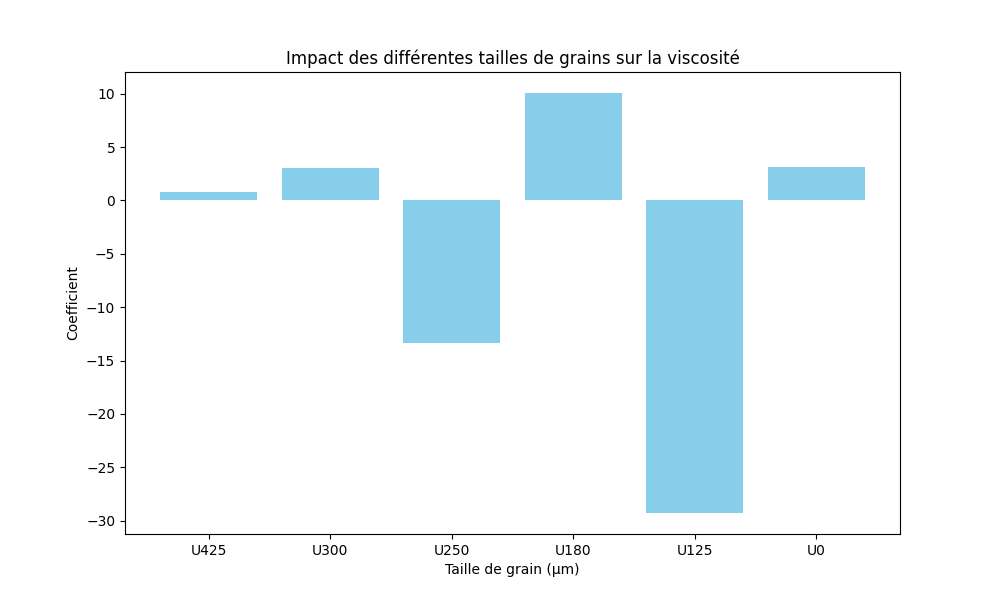 Impact des différentes tailles de grains sur la viscosité
10
5
0
−5
−10
−15
−20
−25
−30
Coefficient
U425 U300 U250 U180 U125 U0
Taille de grain (µm)